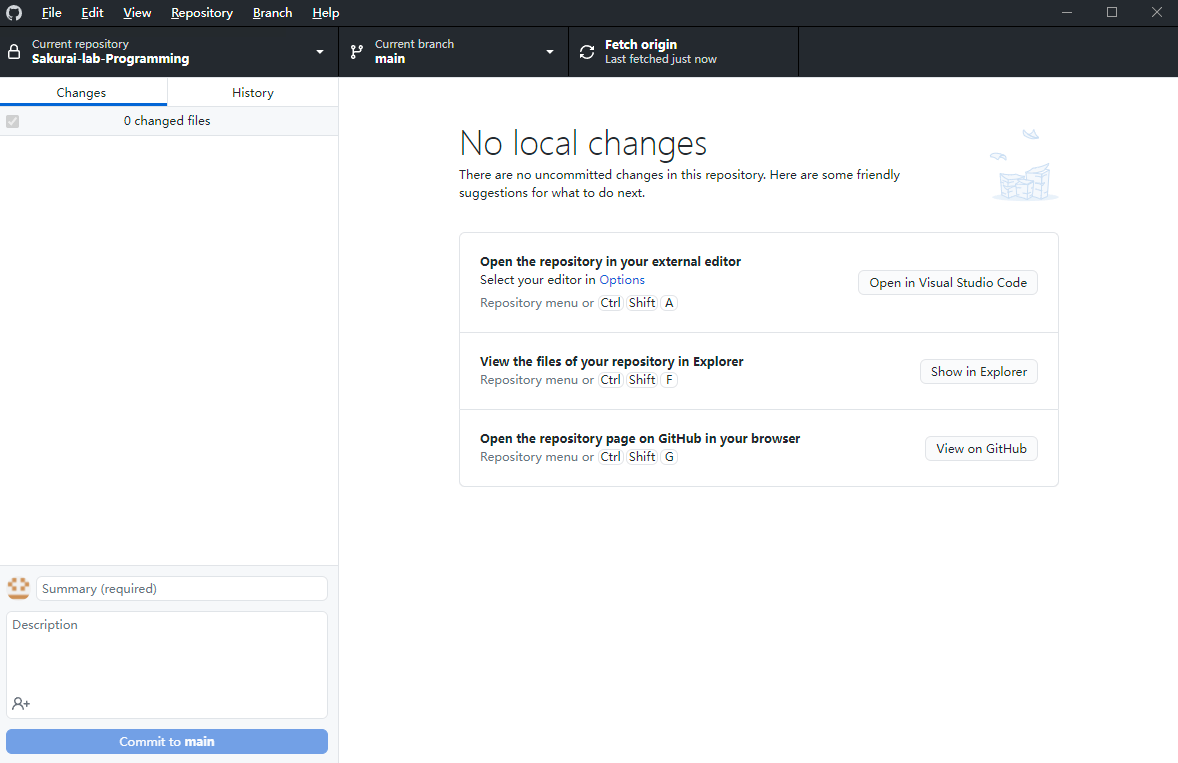 File Edit View Repository Branch Help
Current repository
Sakurai-lab-Programming
Current branch
main
Fetch origin
Last fetched just now
Changes
History
0 changed files
No local changes
There are no uncommitted changes in this repository. Here are some friendly
suggestions for what to do next.
Open the repository in your external editor
Select your editor in Options
Repository menu or Ctrl Shift A
Open in Visual Studio Code
View the files of your repository in Explorer
Repository menu or Ctrl Shift F
Show in Explorer
Open the repository page on GitHub in your browser
Repository menu or Ctrl Shift G
View on GitHub
Summary (required)
Description
Commit to main